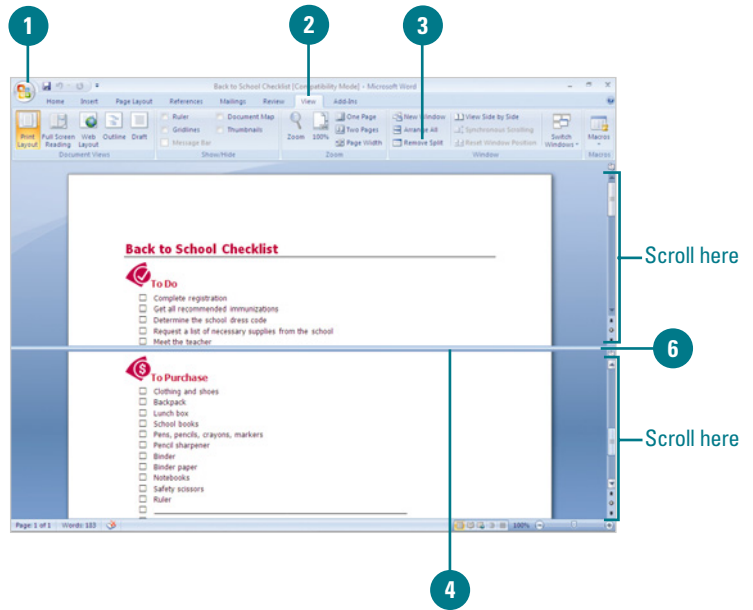 1
2
3
Back to School Checklist [Compatibility Mode] - Microsoft Word
Home Insert Page Layout References Mailings Review View Add-Ins
Print Layout
Full Screen Reading
Web Layout
Outline
Draft
Document Views
Ruler
Gridlines
Message Bar
Document Map
Thumbnails
Show/Hide
Zoom
100%
One Page
Two Pages
Page Width
Zoom
New Window
Arrange All
Remove Split
View Side by Side
Synchronous Scrolling
Reset Window Position
Switch Windows
Window
Macros
Macros
Back to School Checklist
To Do
Complete registration
Get all recommended immunizations
Determine the school dress code
Request a list of necessary supplies from the school
Meet the teacher
Scroll here
6
To Purchase
Clothing and shoes
Backpack
Lunch box
School books
Pens, pencils, crayons, markers
Pencil sharpener
Binder
Binder paper
Notebooks
Safety scissors
Ruler
Scroll here
Page: 1 of 1 Words: 183
100%
4